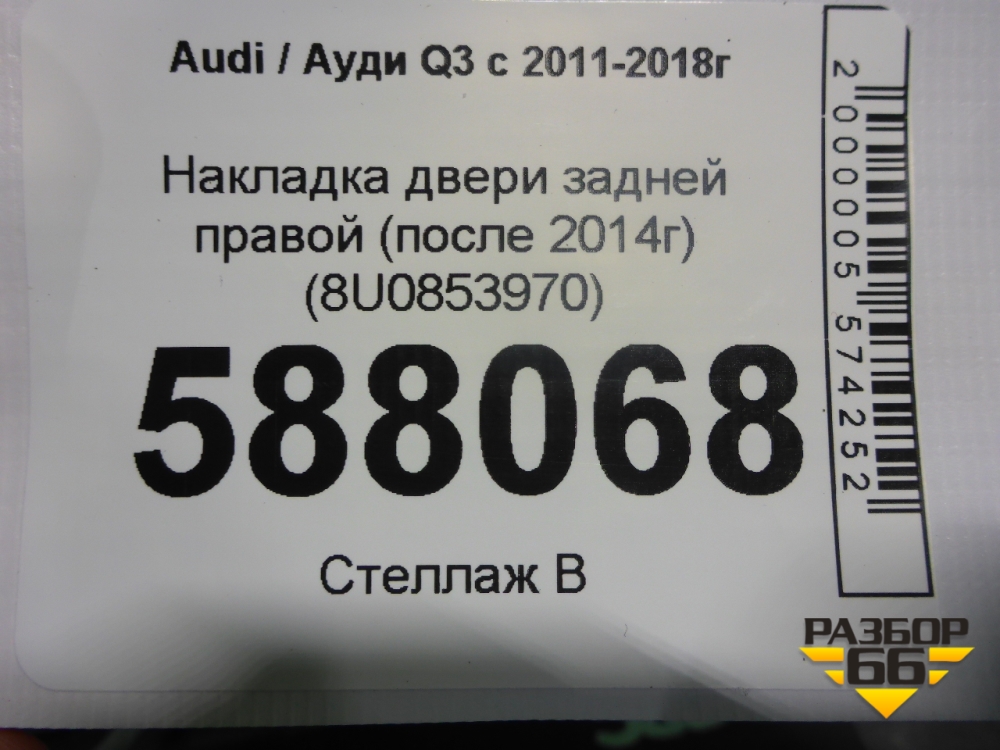 Audi / Ауди Q3 с 2011-2018г
Накладка двери задней
правой (после 2014г)
(8U0853970)
588068
Стеллаж В
2000005574252
РАЗБОР
66